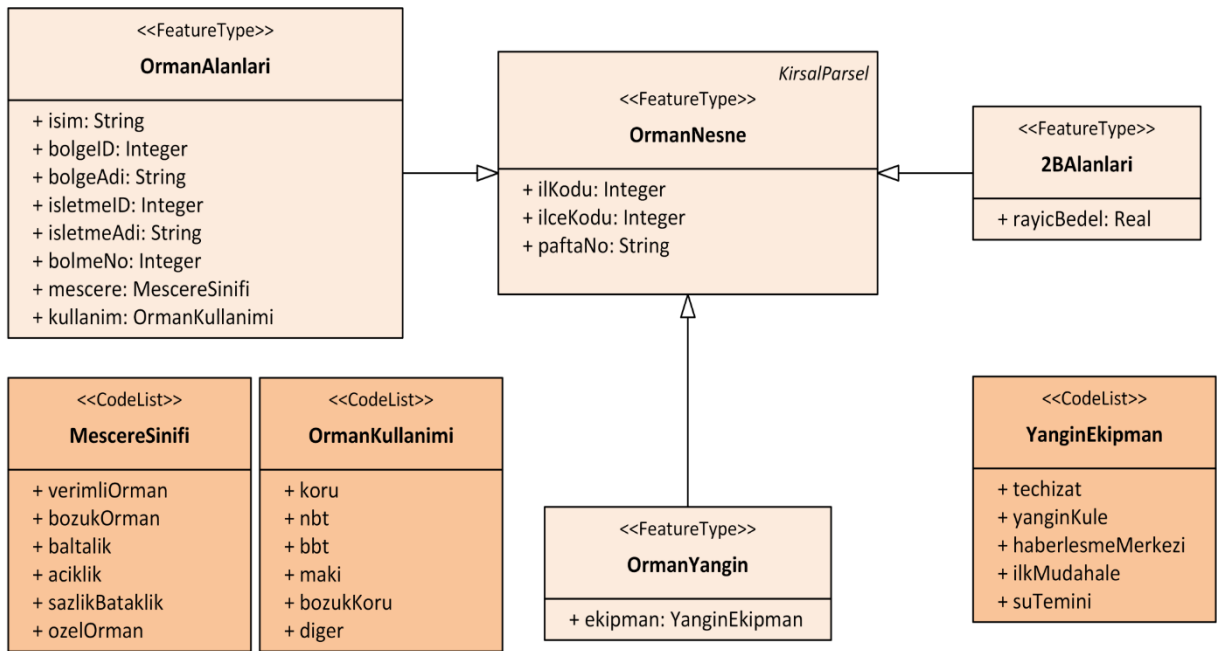 <<FeatureType>>
OrmanAlanlari
+ isim: String
+ bolgeID: Integer
+ bolgeAdi: String
+ isletmeID: Integer
+ isletmeAdi: String
+ bolmeNo: Integer
+ mescere: MescereSinifi
+ kullanim: OrmanKullanimi
KirsalParsel
<<FeatureType>>
OrmanNesne
+ ilKodu: Integer
+ ilceKodu: Integer
+ paftaNo: String
<<FeatureType>>
2BAlanlari
+ rayicBedel: Real
<<CodeList>>
MescereSinifi
+ verimliOrman
+ bozukOrman
+ baltalik
+ aciklik
+ sazlikBataklik
+ ozelOrman
<<CodeList>>
OrmanKullanimi
+ koru
+ nbt
+ bbt
+ maki
+ bozukKoru
+ diger
<<FeatureType>>
OrmanYangin
+ ekipman: YanginEkipman
<<CodeList>>
YanginEkipman
+ techizat
+ yanginKule
+ haberlesmeMerkezi
+ ilkMudahale
+ suTemini